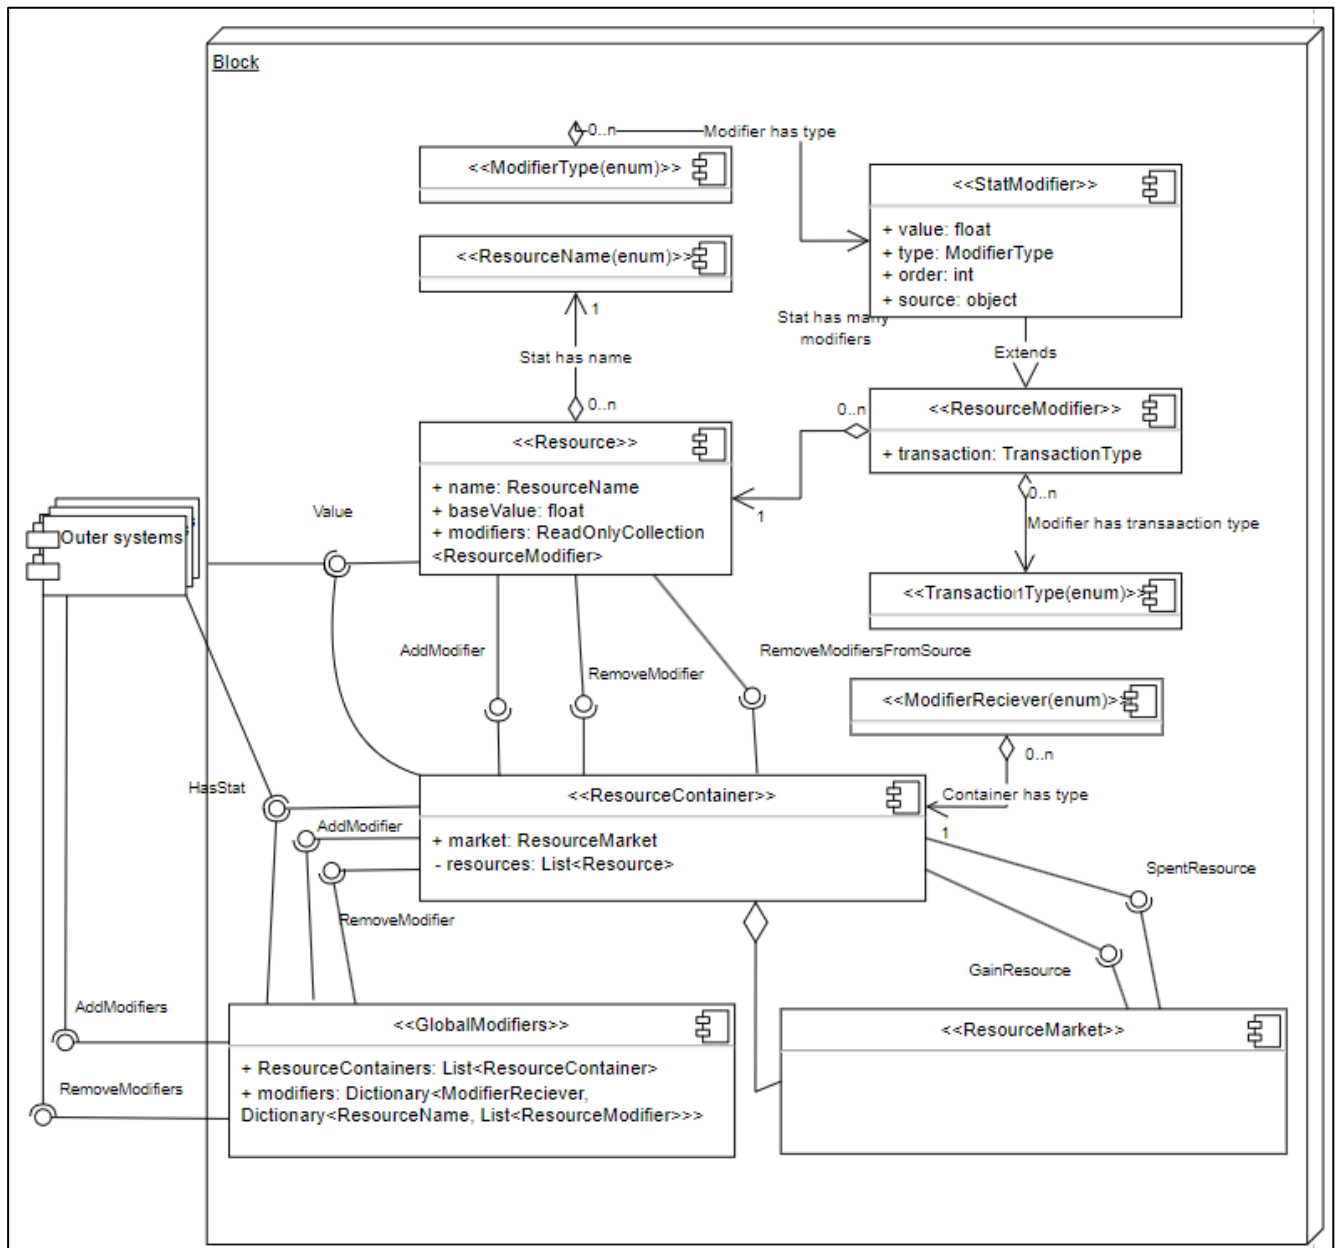 Block
0..n
Modifier has type
<<ModifierType(enum)>>
<<StatModifier>>
+ value: float
+ type: ModifierType
+ order: int
+ source: object
<<ResourceName(enum)>>
1
Stat has many
modifiers
Stat has name
Extends
0..n
0..n
<<Resource>>
<<ResourceModifier>>
+ transaction: TransactionType
+ name: ResourceName
+ baseValue: float
+ modifiers: ReadOnlyCollection
<ResourceModifier>
0..n
1
Value
Modifier has transaaction type
Outer systems
<<TransactionType(enum)>>
AddModifier
RemoveModifier
RemoveModifiersFromSource
<<ModifierReciever(enum)>>
0..n
HasStat
<<ResourceContainer>>
Container has type
1
AddModifier
+ market: ResourceMarket
- resources: List<Resource>
SpentResource
RemoveModifier
GainResource
AddModifiers
<<GlobalModifiers>>
<<ResourceMarket>>
+ ResourceContainers: List<ResourceContainer>
RemoveModifiers
+ modifiers: Dictionary<ModifierReciever,
Dictionary<ResourceName, List<ResourceModifier>>>